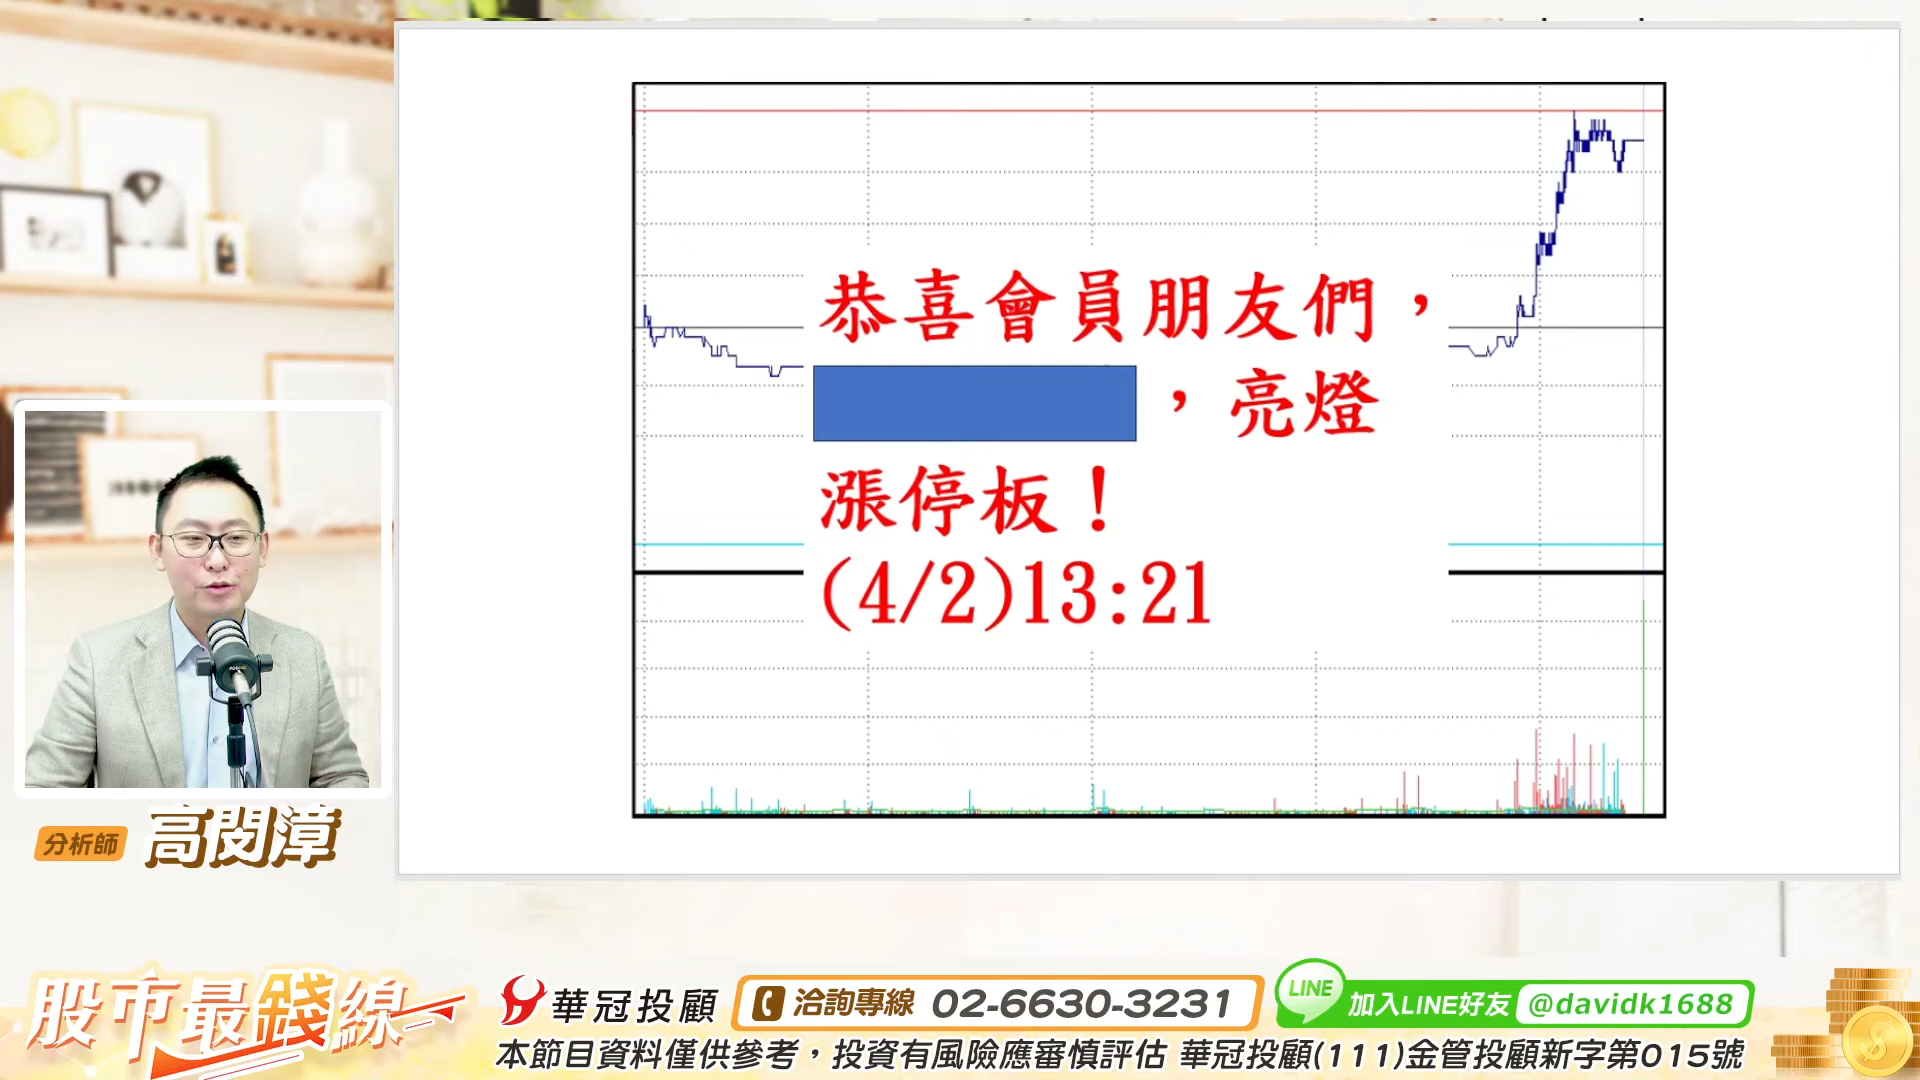 恭喜會員朋友們，
，亮燈
漲停板！
(4/2)13:21
分析師
高閔漳
股市最錢線
華冠投顧
洽詢專線 02-6630-3231
LINE
加入LINE好友 @davidk1688
本節目資料僅供參考，投資有風險應審慎評估 華冠投顧(111)金管投顧新字第015號